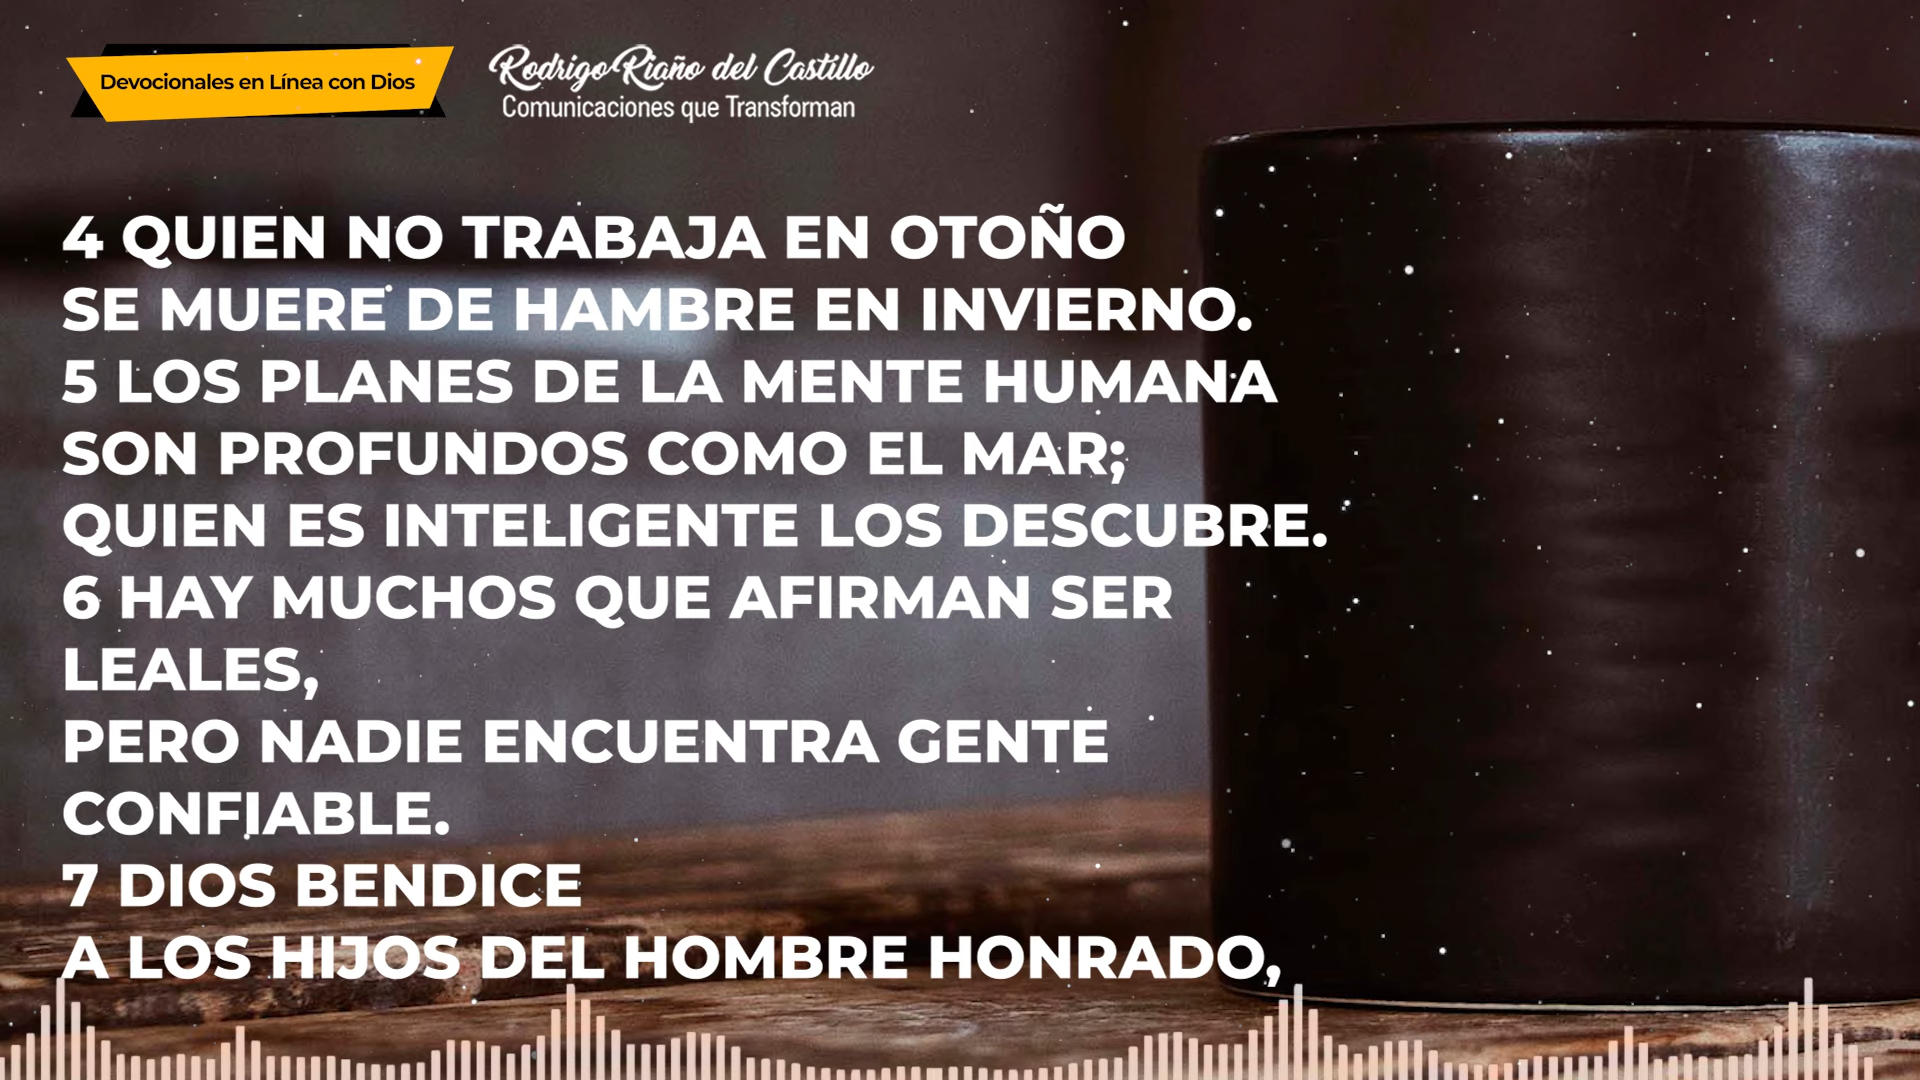 Devocionales en Línea con Dios
Rodrigo Riaño del Castillo
Comunicaciones que Transforman
4 QUIEN NO TRABAJA EN OTOÑO
SE MUERE DE HAMBRE EN INVIERNO.
5 LOS PLANES DE LA MENTE HUMANA
SON PROFUNDOS COMO EL MAR;
QUIEN ES INTELIGENTE LOS DESCUBRE.
6 HAY MUCHOS QUE AFIRMAN SER
LEALES,
PERO NADIE ENCUENTRA GENTE
CONFIABLE.
7 DIOS BENDICE
A LOS HIJOS DEL HOMBRE HONRADO,